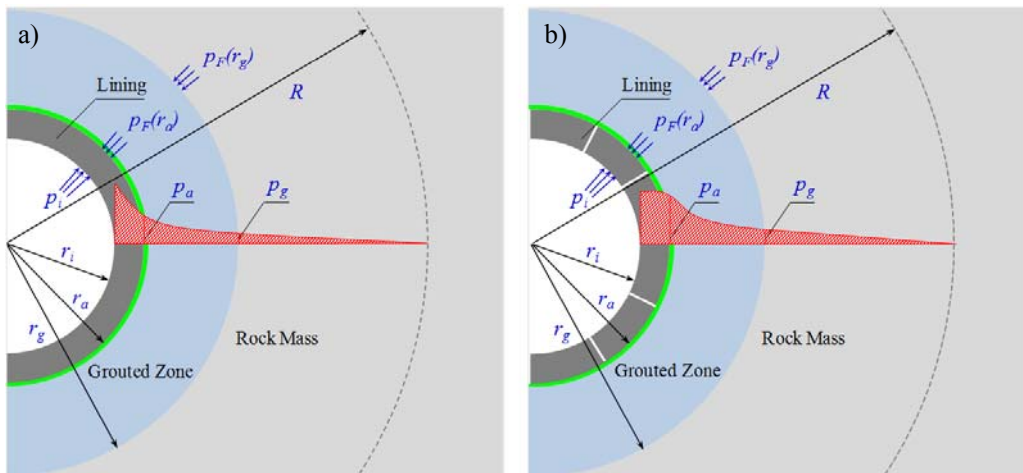 a)
p_F(r_g)
Lining
R
p_F(r_a)
p_i
p_a
p_g
r_i
r_a
r_g
Rock Mass
Grouted Zone
b)
p_F(r_g)
Lining
R
p_F(r_a)
p_i
p_a
p_g
r_i
r_a
r_g
Rock Mass
Grouted Zone